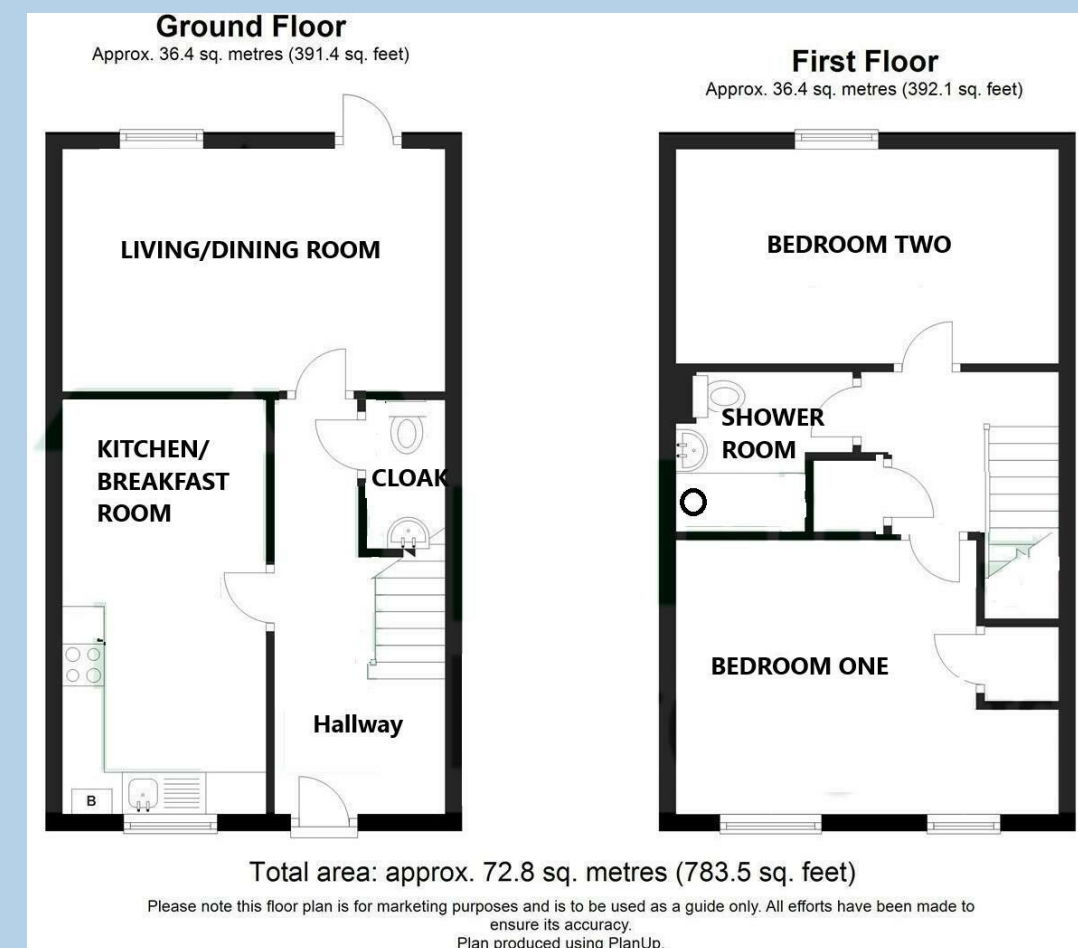 Ground Floor
Approx. 36.4 sq. metres (391.4 sq. feet)
LIVING/DINING ROOM
KITCHEN/
BREAKFAST
ROOM
CLOAK
Hallway
B
First Floor
Approx. 36.4 sq. metres (392.1 sq. feet)
BEDROOM TWO
SHOWER
ROOM
BEDROOM ONE
Total area: approx. 72.8 sq. metres (783.5 sq. feet)
Please note this floor plan is for marketing purposes and is to be used as a guide only. All efforts have been made to
ensure its accuracy.
Plan produced using PlanUp.